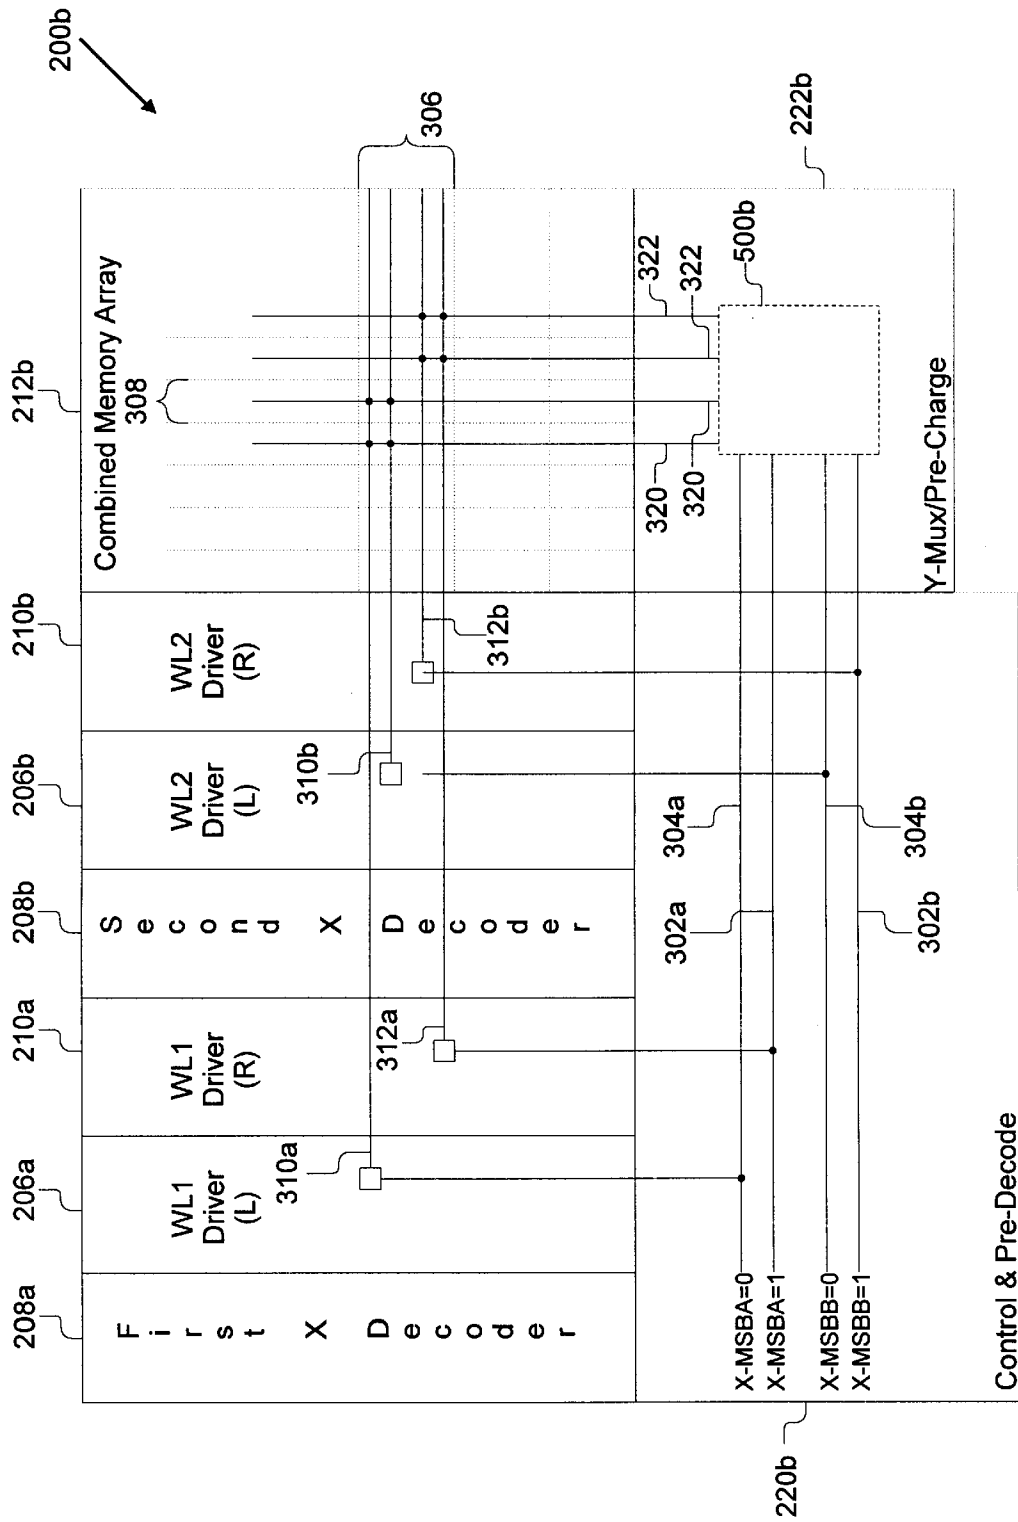 200b
208a
206a
210a
208b
206b
210b
212b
First X Decoder
WL1
Driver
(L)
WL1
Driver
(R)
Second X Decoder
WL2
Driver
(L)
WL2
Driver
(R)
Combined Memory Array
308
306
310a
312a
310b
312b
320
320
322
322
500b
222b
X-MSBA=0
X-MSBA=1
X-MSBB=0
X-MSBB=1
304a
302a
304b
302b
220b
Control & Pre-Decode
Y-Mux/Pre-Charge